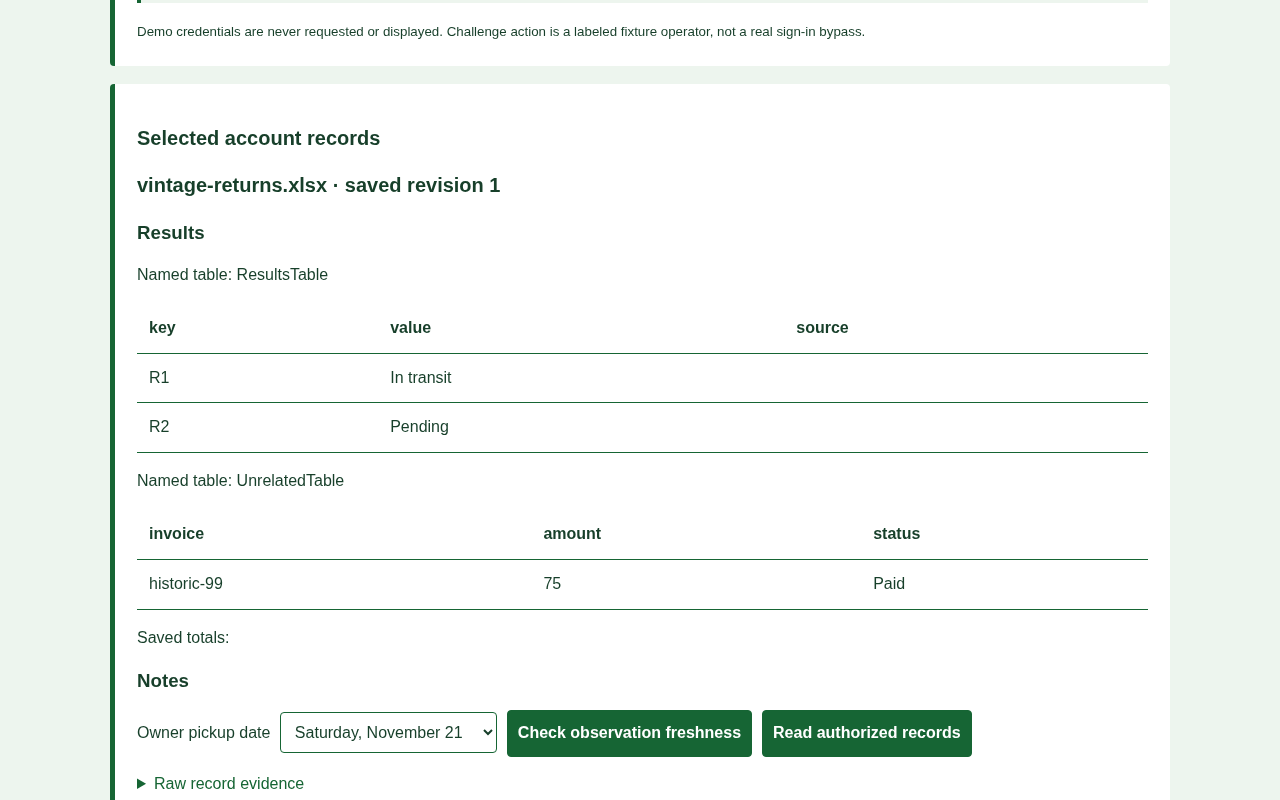 Demo credentials are never requested or displayed. Challenge action is a labeled fixture operator, not a real sign-in bypass.
Selected account records
vintage-returns.xlsx · saved revision 1
Results
Named table: ResultsTable
key value source
R1 In transit
R2 Pending
Named table: UnrelatedTable
invoice amount status
historic-99 75 Paid
Saved totals:
Notes
Owner pickup date Saturday, November 21 Check observation freshness Read authorized records
Raw record evidence